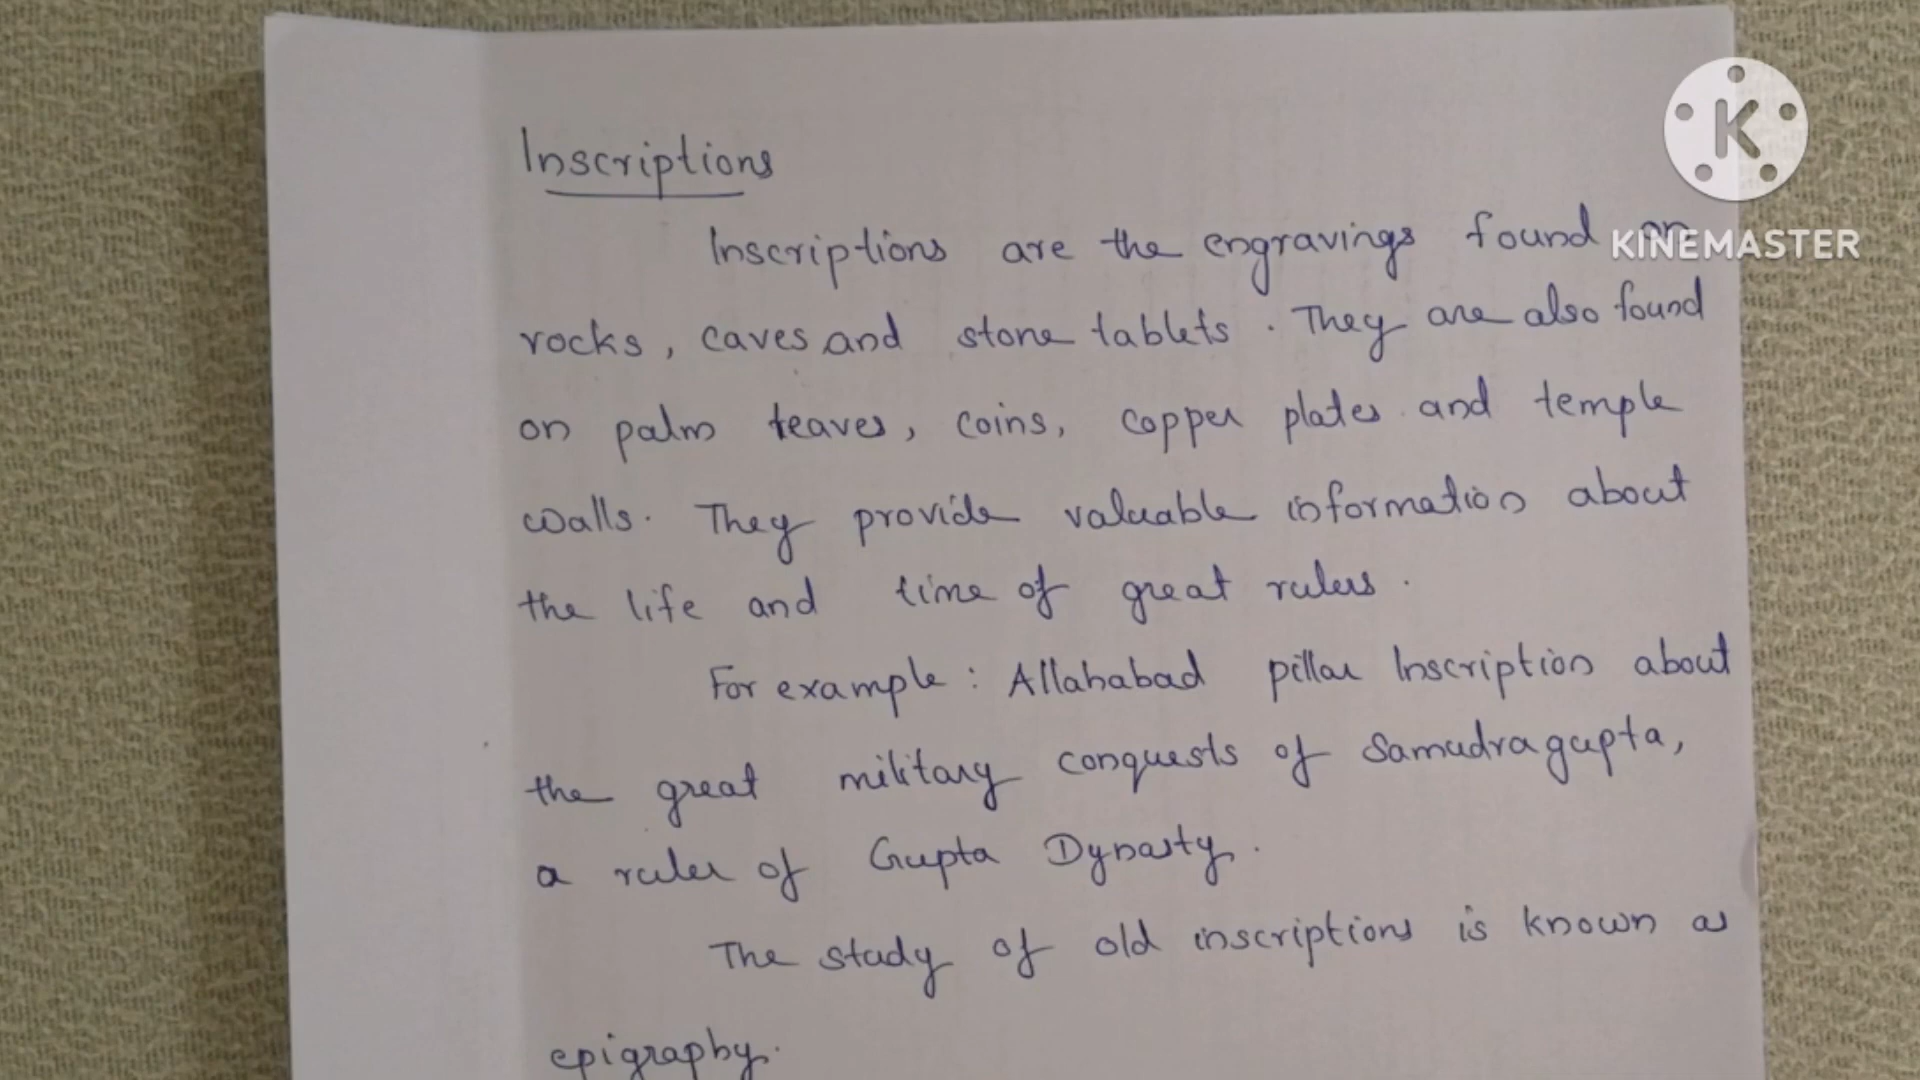 Inscriptions
Inscriptions are the engravings found on
rocks, caves and stone tablets. They are also found
on palm leaves, coins, copper plates and temple
walls. They provide valuable information about
the life and time of great rulers.
For example: Allahabad pillar Inscription about
the great military conquests of Samudragupta,
a ruler of Gupta Dynasty.
The study of old inscriptions is known as
epigraphy.
K
KINEMASTER